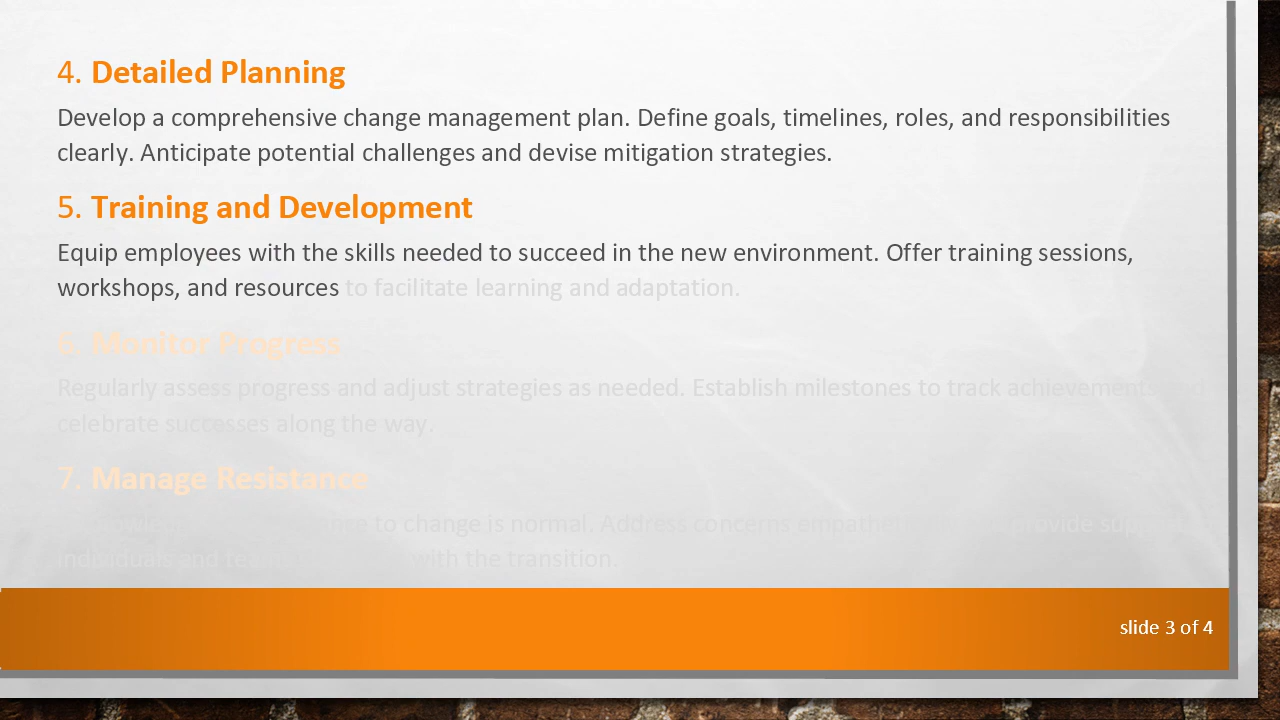 4. Detailed Planning
Develop a comprehensive change management plan. Define goals, timelines, roles, and responsibilities
clearly. Anticipate potential challenges and devise mitigation strategies.
5. Training and Development
Equip employees with the skills needed to succeed in the new environment. Offer training sessions,
workshops, and resources to facilitate learning and adaptation.
6. Monitor Progress
Regularly assess progress and adjust strategies as needed. Establish milestones to track achievements and
celebrate successes along the way.
7. Manage Resistance
to change is normal. Address concerns provide
individuals and with the transition.
slide 3 of 4